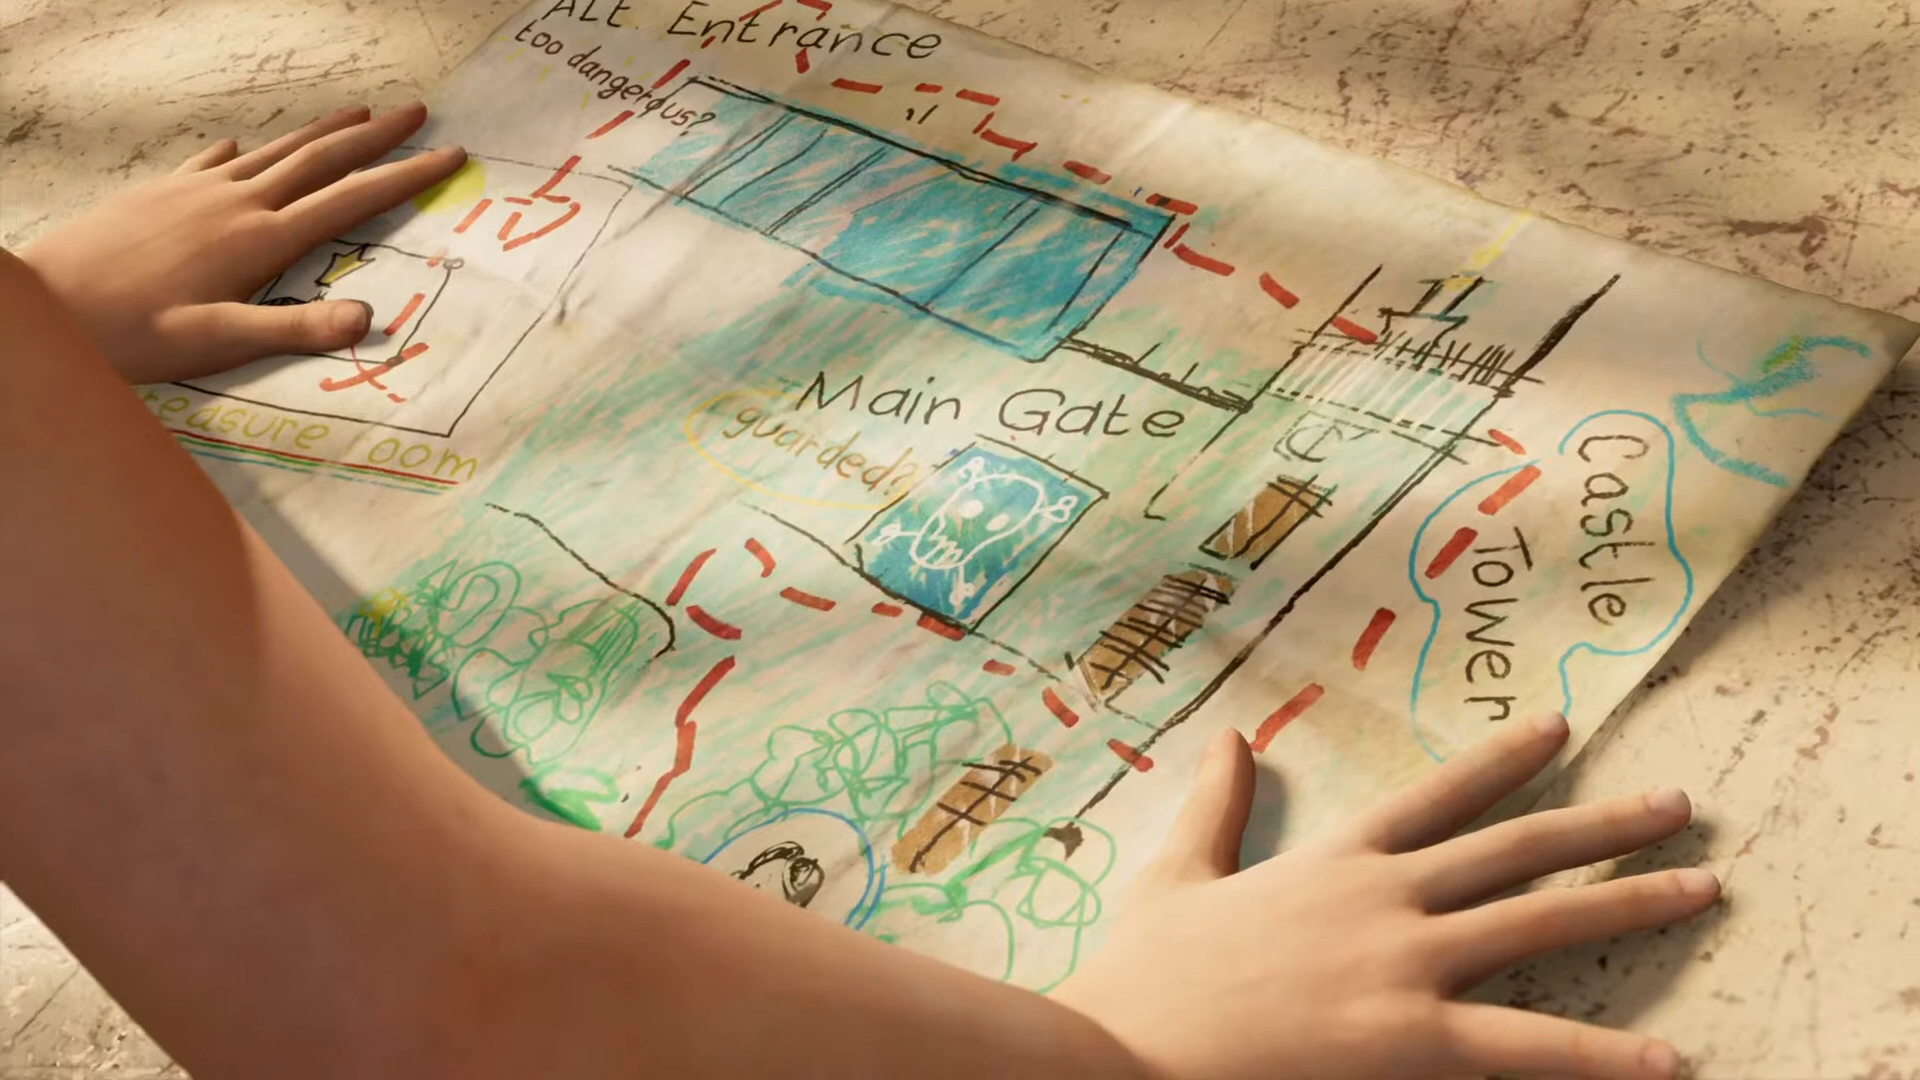 ALt. Entrance
too dangerous?
Main Gate
guarded?
reasure room
Castle
Tower